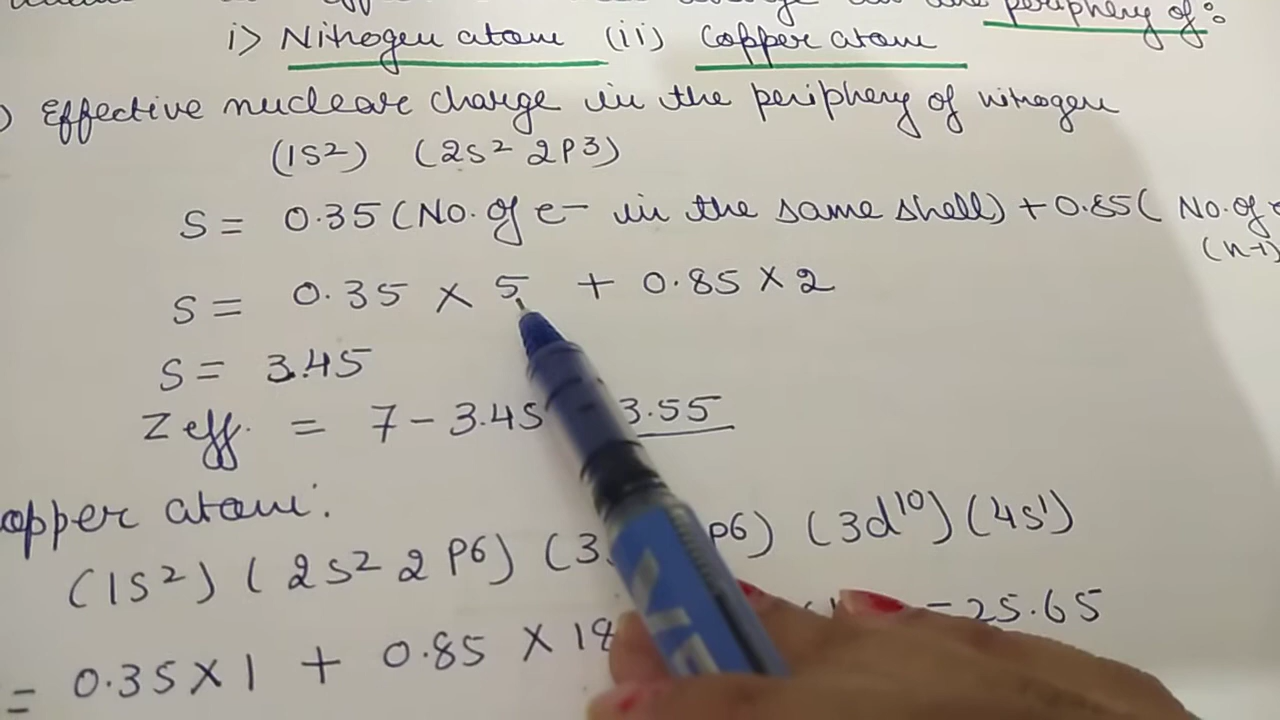 periphery of:
i) Nitrogen atom (ii) Copper atom
) Effective nuclear charge in the periphery of nitrogen
(1s² ) (2s² 2p3)
S = 0.35 (No. of e- in the same shell) + 0.85 ( No. of
(n-1)
S = 0.35 × 5 + 0.85 × 2
S = 3.45
Z eff. = 7 - 3.45 3.55
opper atom:
(1s²) (2s² 2p6) (3 p6) (3d¹⁰) (4s¹)
= 0.35 × 1 + 0.85 × 18 = 25.65